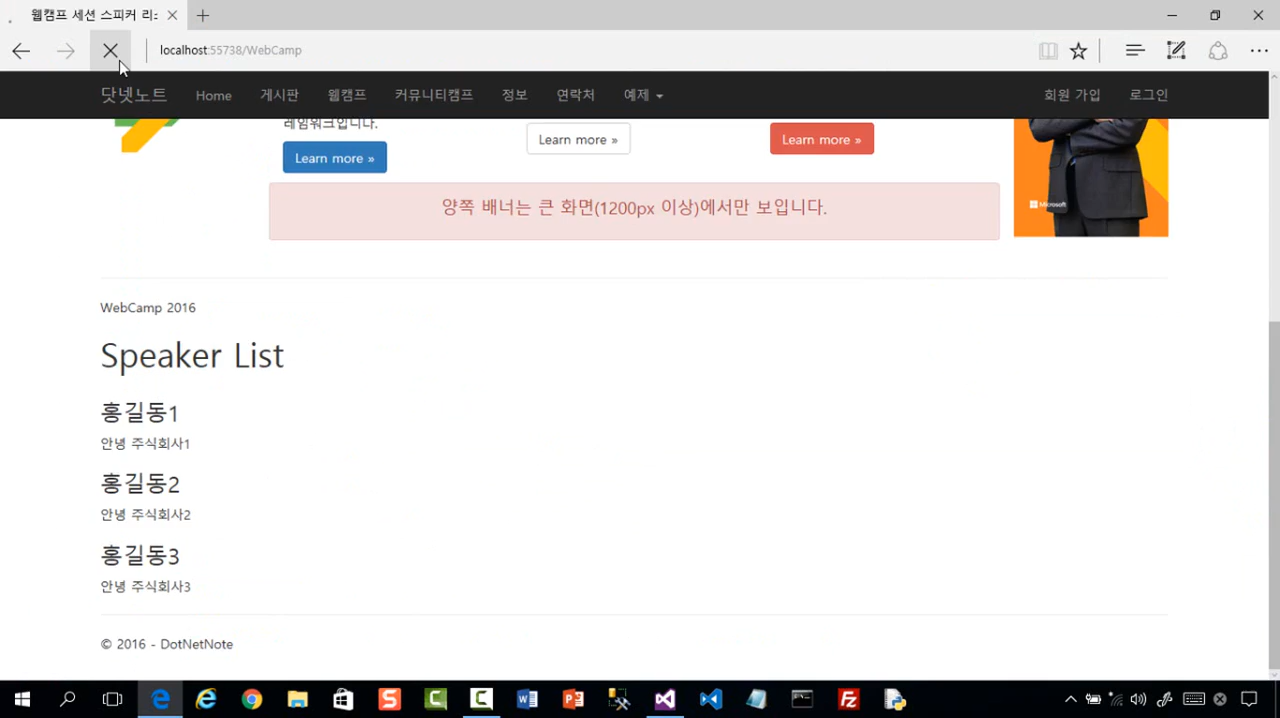 웹캠프 세션 스피커 리
localhost:55738/WebCamp
닷넷노트 Home 게시판 웹캠프 커뮤니티캠프 정보 연락처 예제 회원 가입 로그인
레임워크입니다.
Learn more »
Learn more »
Learn more »
양쪽 배너는 큰 화면(1200px 이상)에서만 보입니다.
Microsoft
WebCamp 2016
Speaker List
홍길동1
안녕 주식회사1
홍길동2
안녕 주식회사2
홍길동3
안녕 주식회사3
© 2016 - DotNetNote